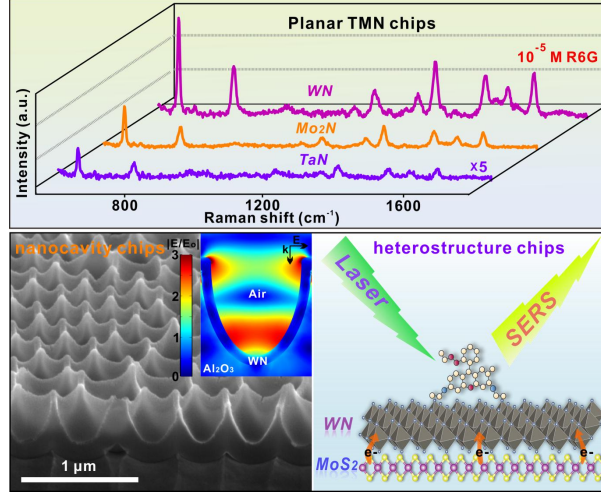 Planar TMN chips
10⁻⁵ M R6G
WN
Mo₂N
TaN
x5
Intensity (a.u.)
800 1200 1600
Raman shift (cm⁻¹)
nanocavity chips
|E/E₀|
3
2
1
0
E
k
Air
WN
Al₂O₃
1 μm
heterostructure chips
Laser
SERS
WN
e- e- e-
MoS₂